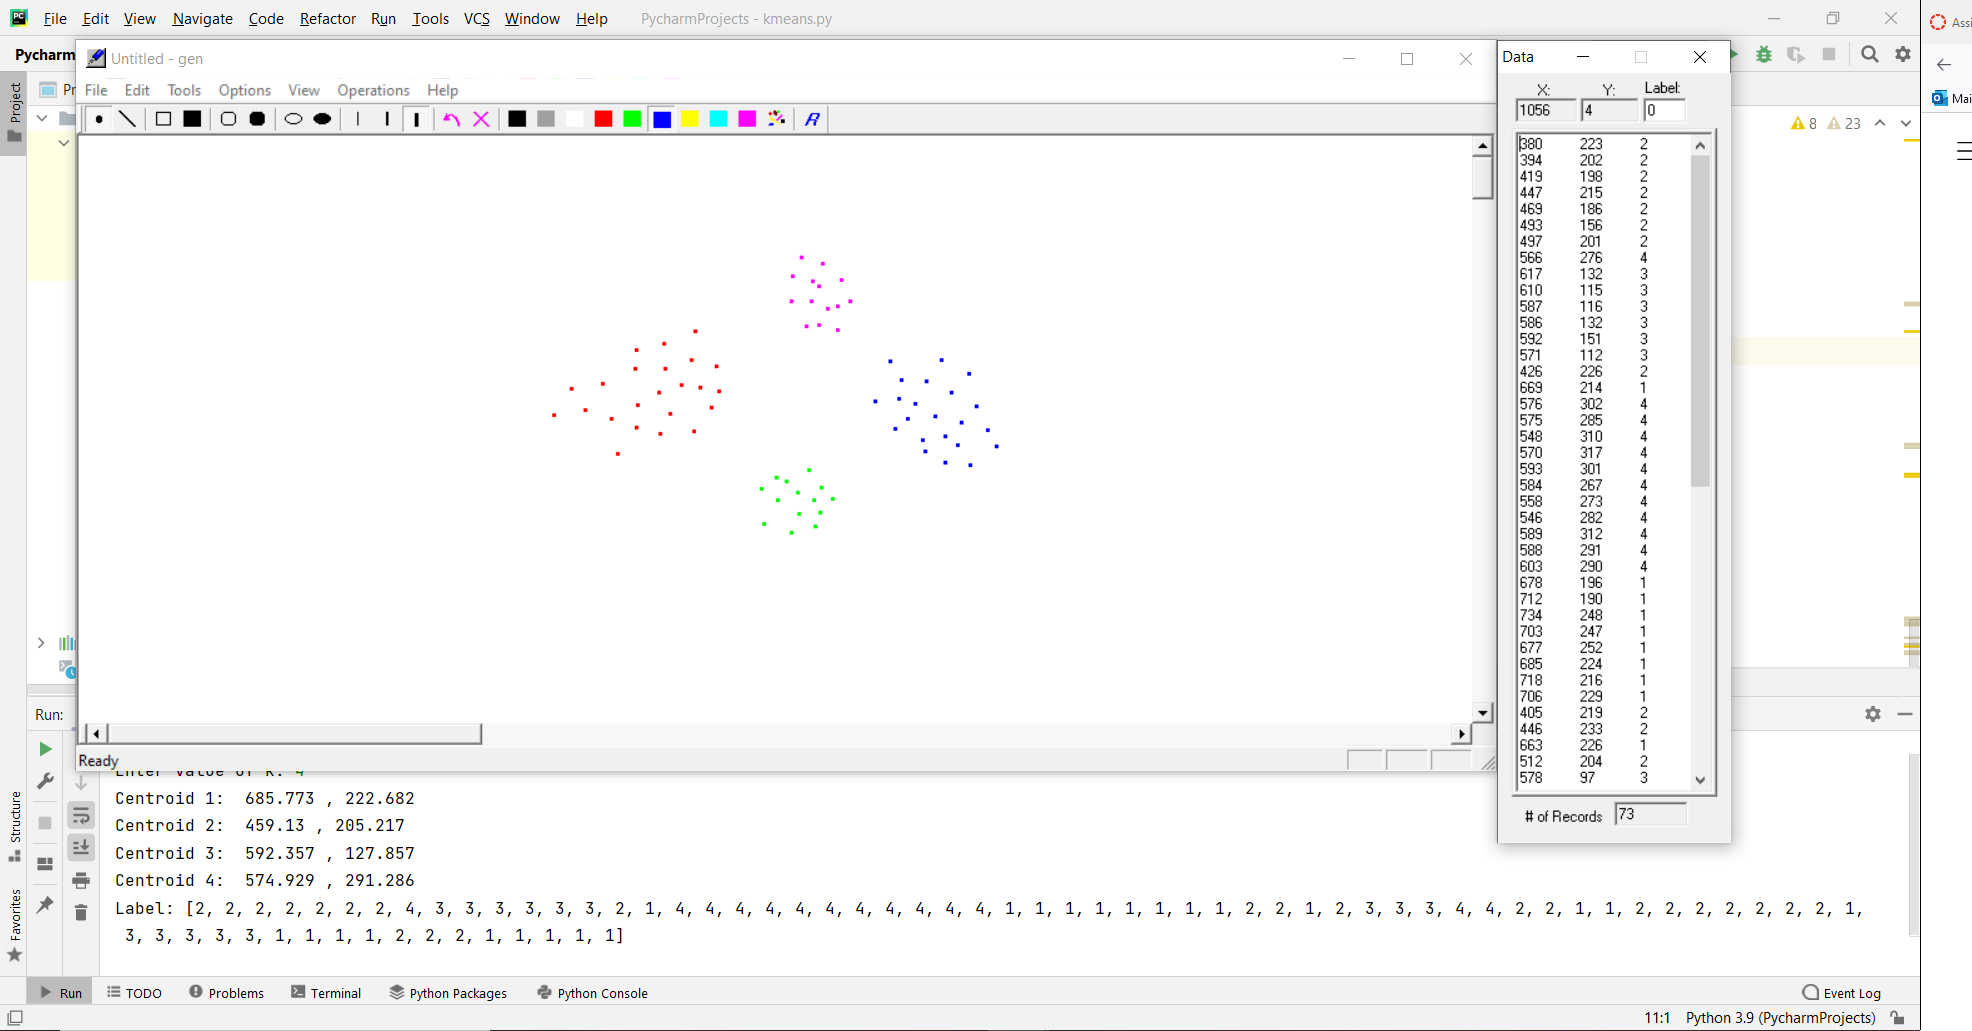 PC File Edit View Navigate Code Refactor Run Tools VCS Window Help PycharmProjects - kmeans.py
Pycharm
Project
Pr
Untitled - gen
File Edit Tools Options View Operations Help
R
Data
X: Y: Label:
1056 4 0
380 223 2
394 202 2
419 198 2
447 215 2
469 186 2
493 156 2
497 201 2
566 276 4
617 132 3
610 115 3
587 116 3
586 132 3
592 151 3
571 112 3
426 226 2
669 214 1
576 302 4
575 285 4
548 310 4
570 317 4
593 301 4
584 267 4
558 273 4
546 282 4
589 312 4
588 291 4
603 290 4
678 196 1
712 190 1
734 248 1
703 247 1
677 252 1
685 224 1
718 216 1
706 229 1
405 219 2
446 233 2
663 226 1
512 204 2
578 97 3
# of Records 73
8 23
Assi
Mai
Ready
Run:
Structure
Favorites
Enter value of K: 4
Centroid 1: 685.773 , 222.682
Centroid 2: 459.13 , 205.217
Centroid 3: 592.357 , 127.857
Centroid 4: 574.929 , 291.286
Label: [2, 2, 2, 2, 2, 2, 2, 4, 3, 3, 3, 3, 3, 3, 2, 1, 4, 4, 4, 4, 4, 4, 4, 4, 4, 4, 4, 1, 1, 1, 1, 1, 1, 1, 1, 2, 2, 1, 2, 3, 3, 3, 4, 4, 2, 2, 1, 1, 2, 2, 2, 2, 2, 2, 2, 1,
3, 3, 3, 3, 3, 1, 1, 1, 1, 2, 2, 2, 1, 1, 1, 1, 1]
Run TODO Problems Terminal Python Packages Python Console Event Log
11:1 Python 3.9 (PycharmProjects)